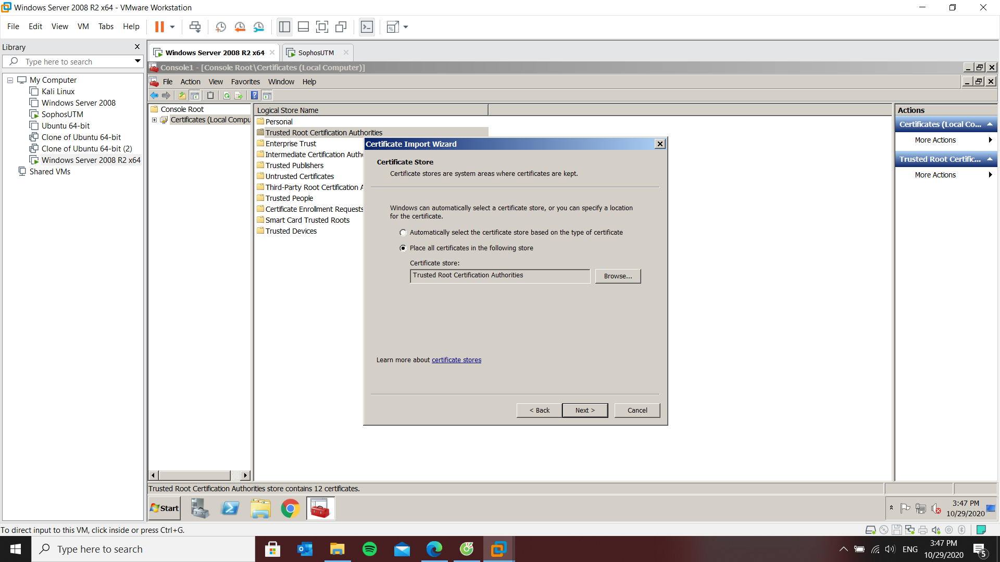 Windows Server 2008 R2 x64 - VMware Workstation
File Edit View VM Tabs Help
Library
Type here to search
My Computer
Kali Linux
Windows Server 2008
SophosUTM
Ubuntu 64-bit
Clone of Ubuntu 64-bit
Clone of Ubuntu 64-bit (2)
Windows Server 2008 R2 x64
Shared VMs
Windows Server 2008 R2 x64
SophosUTM
Console1 - [Console Root\Certificates (Local Computer)]
File Action View Favorites Window Help
Console Root
Certificates (Local Compu
Logical Store Name
Personal
Trusted Root Certification Authorities
Enterprise Trust
Intermediate Certification Autho
Trusted Publishers
Untrusted Certificates
Third-Party Root Certification A
Trusted People
Certificate Enrollment Requests
Smart Card Trusted Roots
Trusted Devices
Certificate Import Wizard
Certificate Store
Certificate stores are system areas where certificates are kept.
Windows can automatically select a certificate store, or you can specify a location
for the certificate.
Automatically select the certificate store based on the type of certificate
Place all certificates in the following store
Certificate store:
Trusted Root Certification Authorities
Browse...
Learn more about certificate stores
< Back Next > Cancel
Actions
Certificates (Local Co...
More Actions
Trusted Root Certific...
More Actions
Trusted Root Certification Authorities store contains 12 certificates.
Start
3:47 PM
10/29/2020
To direct input to this VM, click inside or press Ctrl+G.
Type here to search
ENG
3:47 PM
10/29/2020
5